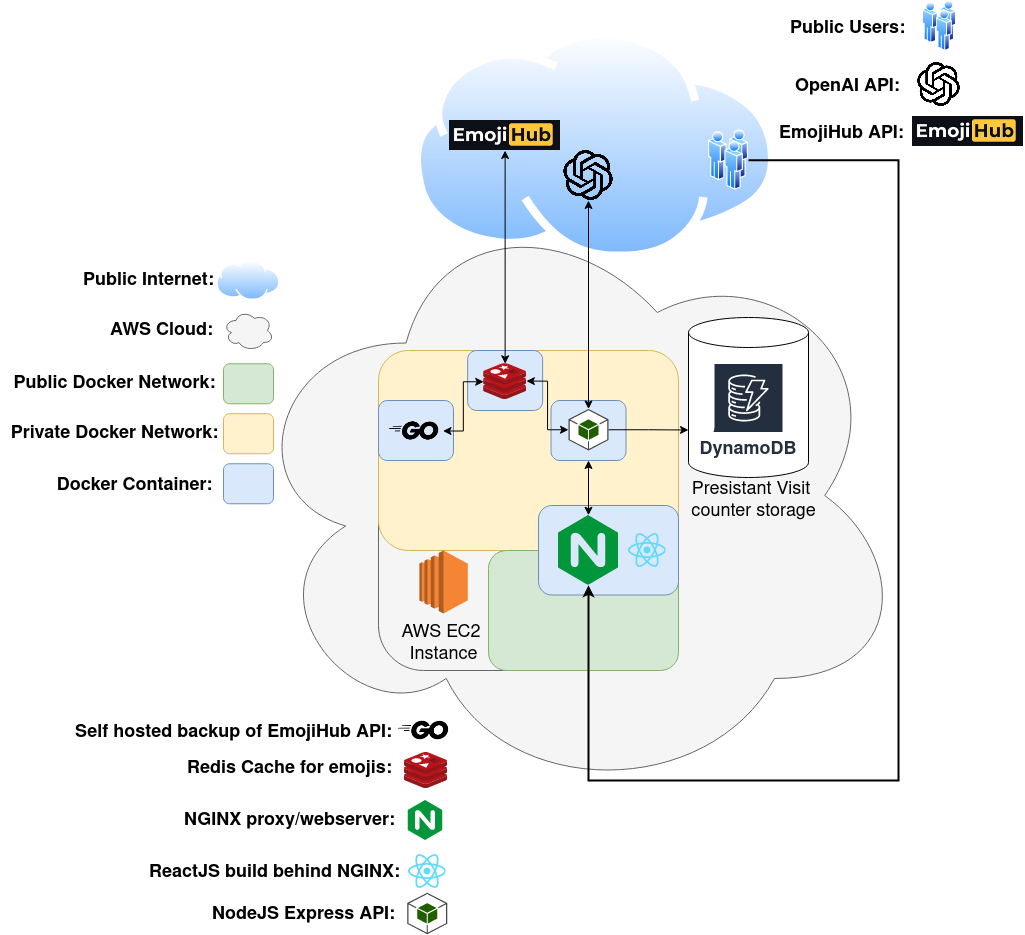 Public Users:
OpenAI API:
EmojiHub API: EmojiHub
EmojiHub
Public Internet:
AWS Cloud:
Public Docker Network:
Private Docker Network:
Docker Container:
GO
DynamoDB
Presistant Visit
counter storage
N
AWS EC2
Instance
Self hosted backup of EmojiHub API: GO
Redis Cache for emojis:
NGINX proxy/webserver: N
ReactJS build behind NGINX:
NodeJS Express API: